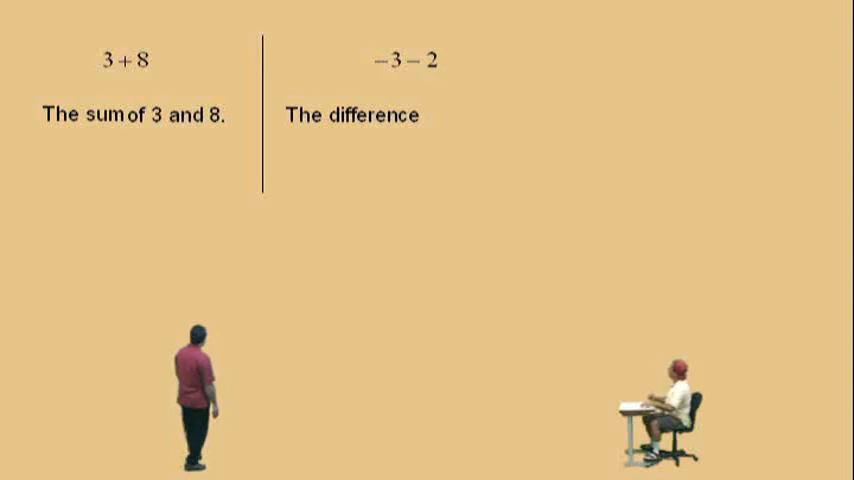 3 + 8
The sum of 3 and 8.
−3 − 2
The difference